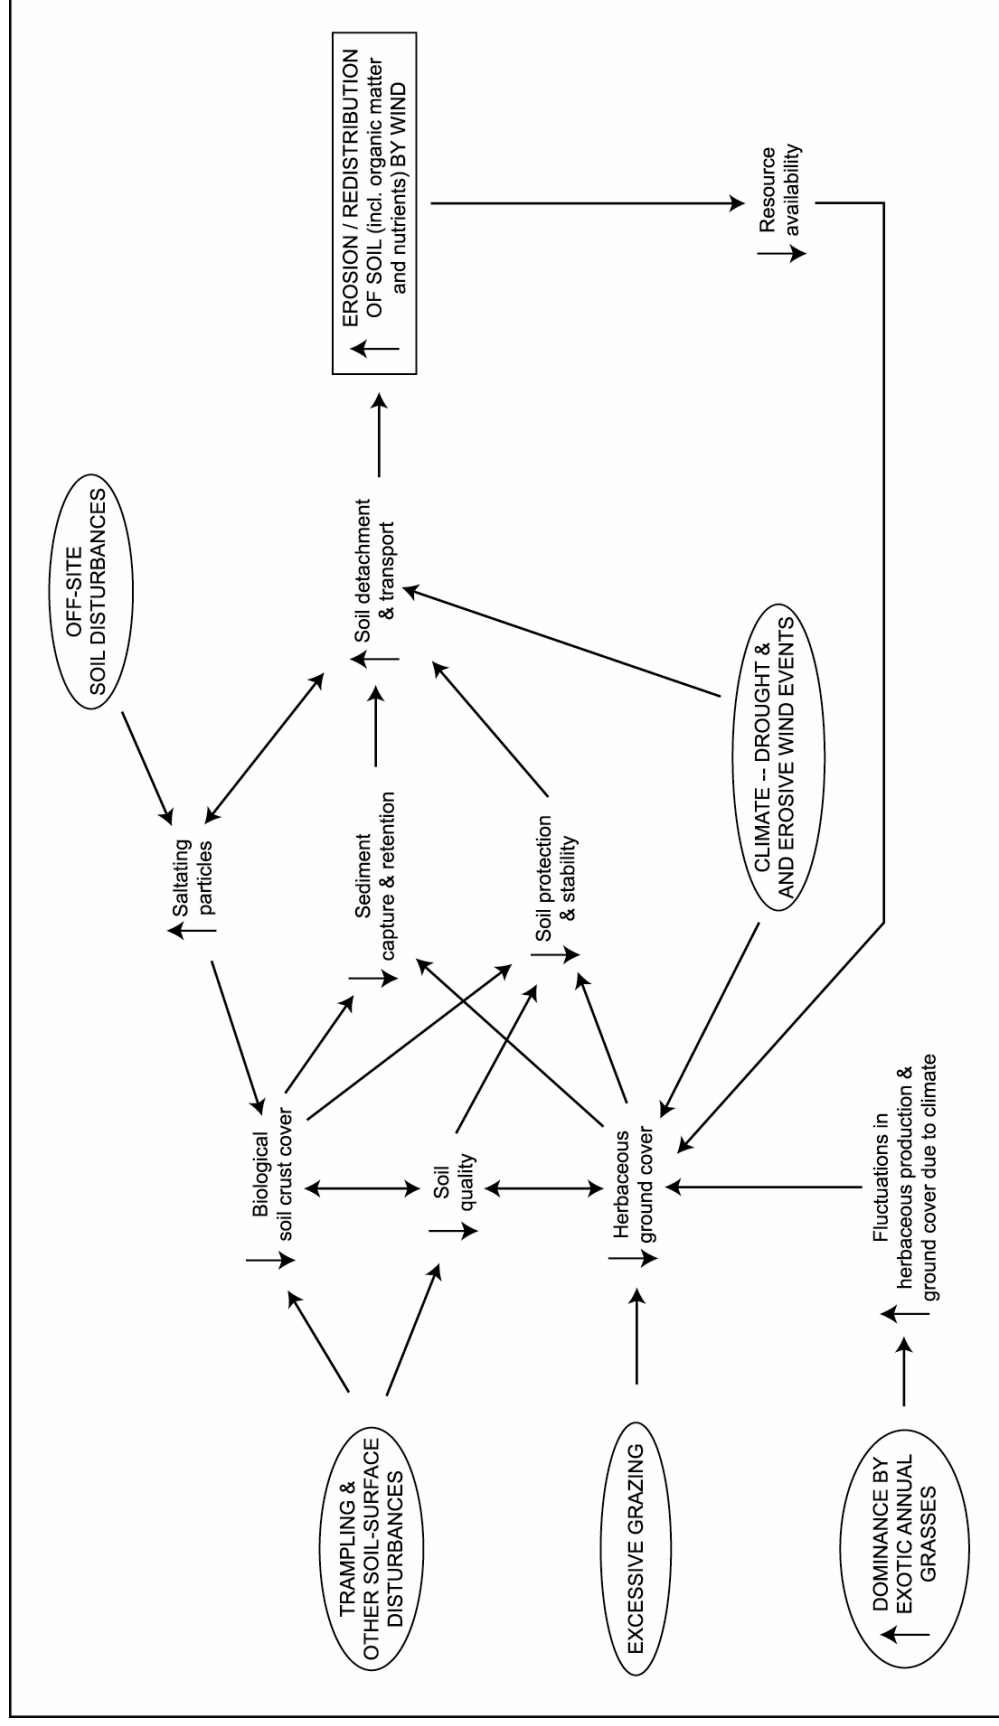 OFF-SITE
SOIL DISTURBANCES
TRAMPLING &
OTHER SOIL-SURFACE
DISTURBANCES
Biological
soil crust cover
Saltating
particles
Sediment
capture & retention
Soil detachment
& transport
EROSION / REDISTRIBUTION
OF SOIL (incl. organic matter
and nutrients) BY WIND
Soil
quality
Soil protection
& stability
EXCESSIVE GRAZING
Herbaceous
ground cover
CLIMATE -- DROUGHT &
AND EROSIVE WIND EVENTS
Resource
availability
DOMINANCE BY
EXOTIC ANNUAL
GRASSES
Fluctuations in
herbaceous production &
ground cover due to climate